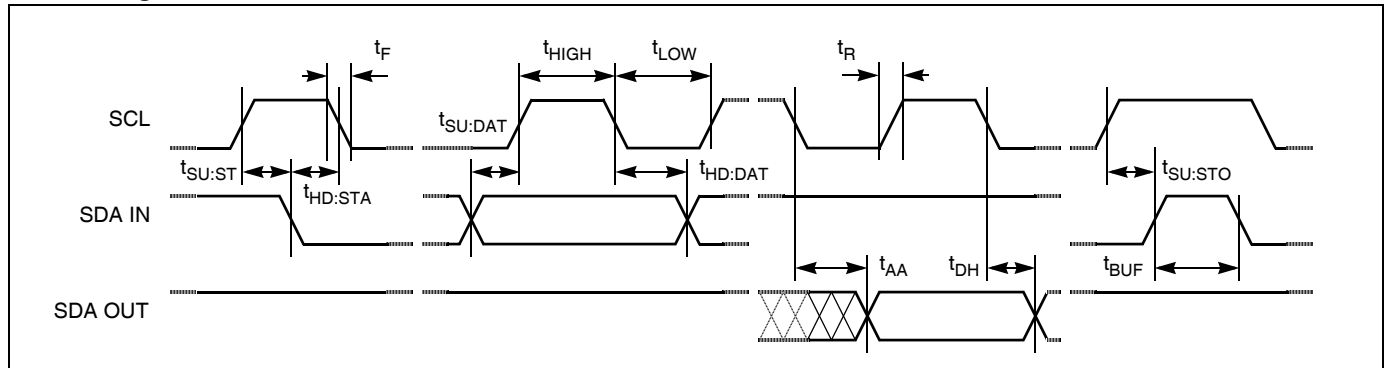 tF
tHIGH
tLOW
tR
SCL
tSU:DAT
tSU:ST
tHD:STA
tHD:DAT
tSU:STO
SDA IN
tAA
tDH
tBUF
SDA OUT